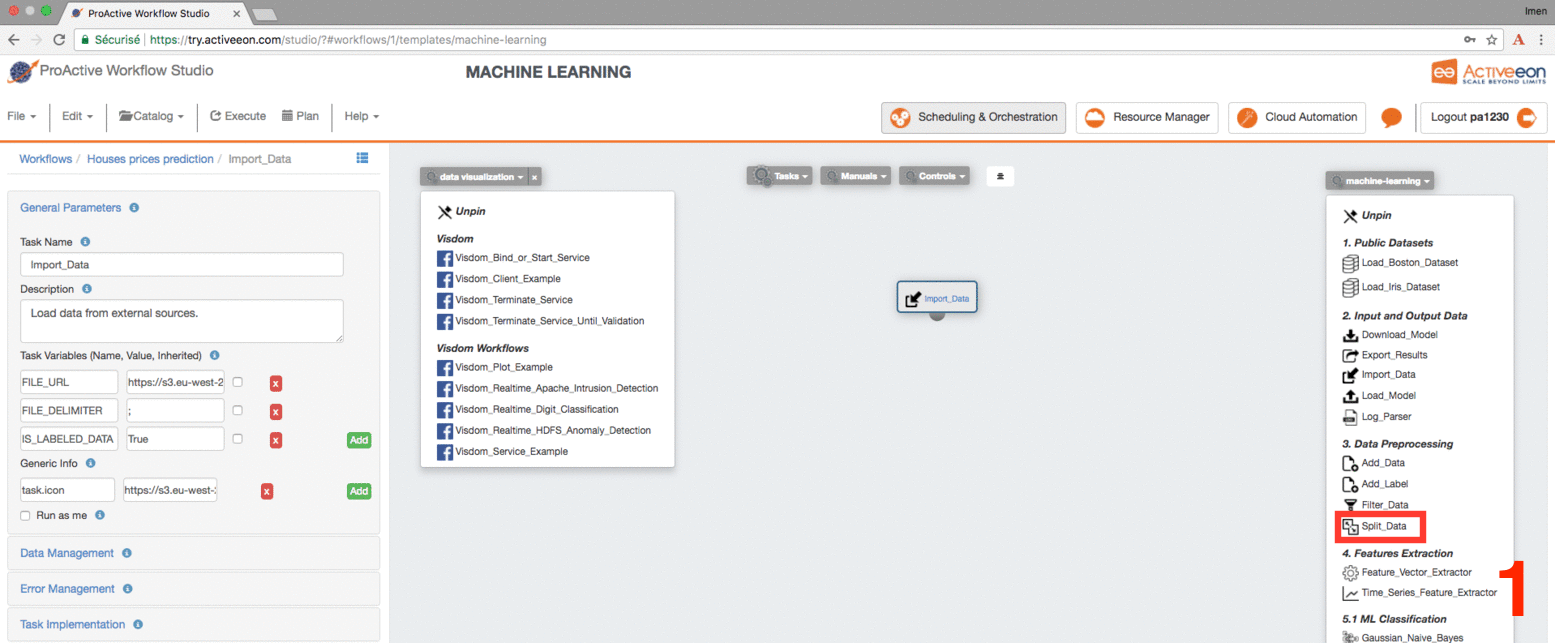 ProActive Workflow Studio
Imen
Sécurisé | https://try.activeeon.com/studio/?#workflows/1/templates/machine-learning
ProActive Workflow Studio
MACHINE LEARNING
Activeeon
SCALE BEYOND LIMITS
File
Edit
Catalog
Execute
Plan
Help
Scheduling & Orchestration
Resource Manager
Cloud Automation
Logout pa1230
Workflows / Houses prices prediction / Import_Data
General Parameters
Task Name
Import_Data
Description
Load data from external sources.
Task Variables (Name, Value, Inherited)
FILE_URL https://s3.eu-west-2 x
FILE_DELIMITER ; x
IS_LABELED_DATA True x Add
Generic Info
task.icon https://s3.eu-west- x Add
Run as me
Data Management
Error Management
Task Implementation
data visualization x
Unpin
Visdom
Visdom_Bind_or_Start_Service
Visdom_Client_Example
Visdom_Terminate_Service
Visdom_Terminate_Service_Until_Validation
Visdom Workflows
Visdom_Plot_Example
Visdom_Realtime_Apache_Intrusion_Detection
Visdom_Realtime_Digit_Classification
Visdom_Realtime_HDFS_Anomaly_Detection
Visdom_Service_Example
Tasks
Manuals
Controls
Import_Data
machine-learning
Unpin
1. Public Datasets
Load_Boston_Dataset
Load_Iris_Dataset
2. Input and Output Data
Download_Model
Export_Results
Import_Data
Load_Model
Log_Parser
3. Data Preprocessing
Add_Data
Add_Label
Filter_Data
Split_Data
4. Features Extraction
Feature_Vector_Extractor
Time_Series_Feature_Extractor
1
5.1 ML Classification
Gaussian_Naive_Bayes